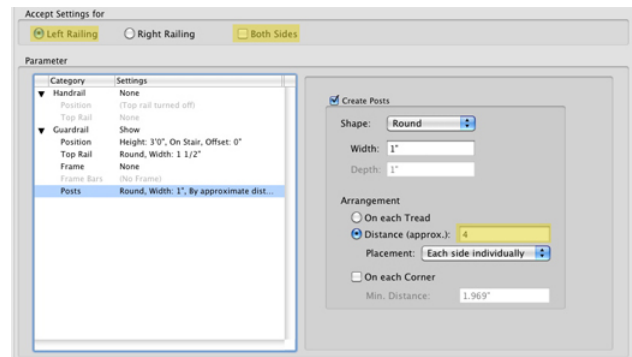 Accept Settings for
Left Railing Right Railing Both Sides
Parameter
Category Settings
Handrail None
Position (Top rail turned off)
Top Rail None
Guardrail Show
Position Height: 3'0", On Stair, Offset: 0"
Top Rail Round, Width: 1 1/2"
Frame None
Frame Bars (No Frame)
Posts Round, Width: 1", By approximate dist...
Create Posts
Shape: Round
Width: 1"
Depth: 1"
Arrangement
On each Tread
Distance (approx.): 4
Placement: Each side individually
On each Corner
Min. Distance: 1.969"